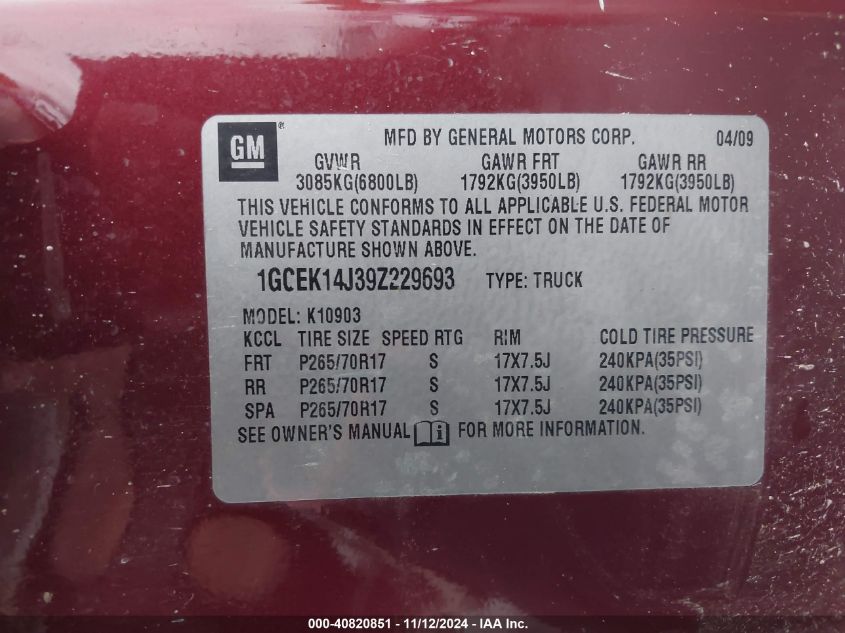 GM ® MFD BY GENERAL MOTORS CORP. 04/09
GVWR GAWR FRT GAWR RR
3085KG(6800LB) 1792KG(3950LB) 1792KG(3950LB)
THIS VEHICLE CONFORMS TO ALL APPLICABLE U.S. FEDERAL MOTOR
VEHICLE SAFETY STANDARDS IN EFFECT ON THE DATE OF
MANUFACTURE SHOWN ABOVE.
1GCEK14J39Z229693 TYPE: TRUCK
MODEL: K10903
KCCL TIRE SIZE SPEED RTG RIM COLD TIRE PRESSURE
FRT P265/70R17 S 17X7.5J 240KPA(35PSI)
RR P265/70R17 S 17X7.5J 240KPA(35PSI)
SPA P265/70R17 S 17X7.5J 240KPA(35PSI)
SEE OWNER'S MANUAL i FOR MORE INFORMATION.
000-40820851 - 11/12/2024 - IAA Inc.